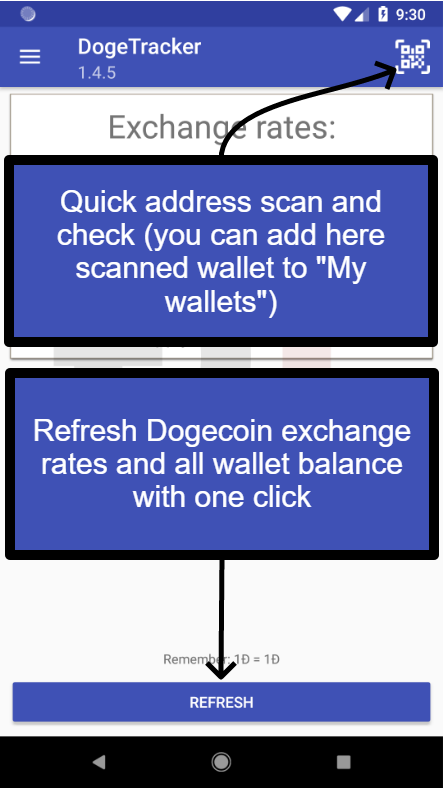 9:30
DogeTracker
1.4.5
Exchange rates:
Quick address scan and
check (you can add here
scanned wallet to "My
wallets")
Refresh Dogecoin exchange
rates and all wallet balance
with one click
Remember: 1Đ = 1Đ
REFRESH